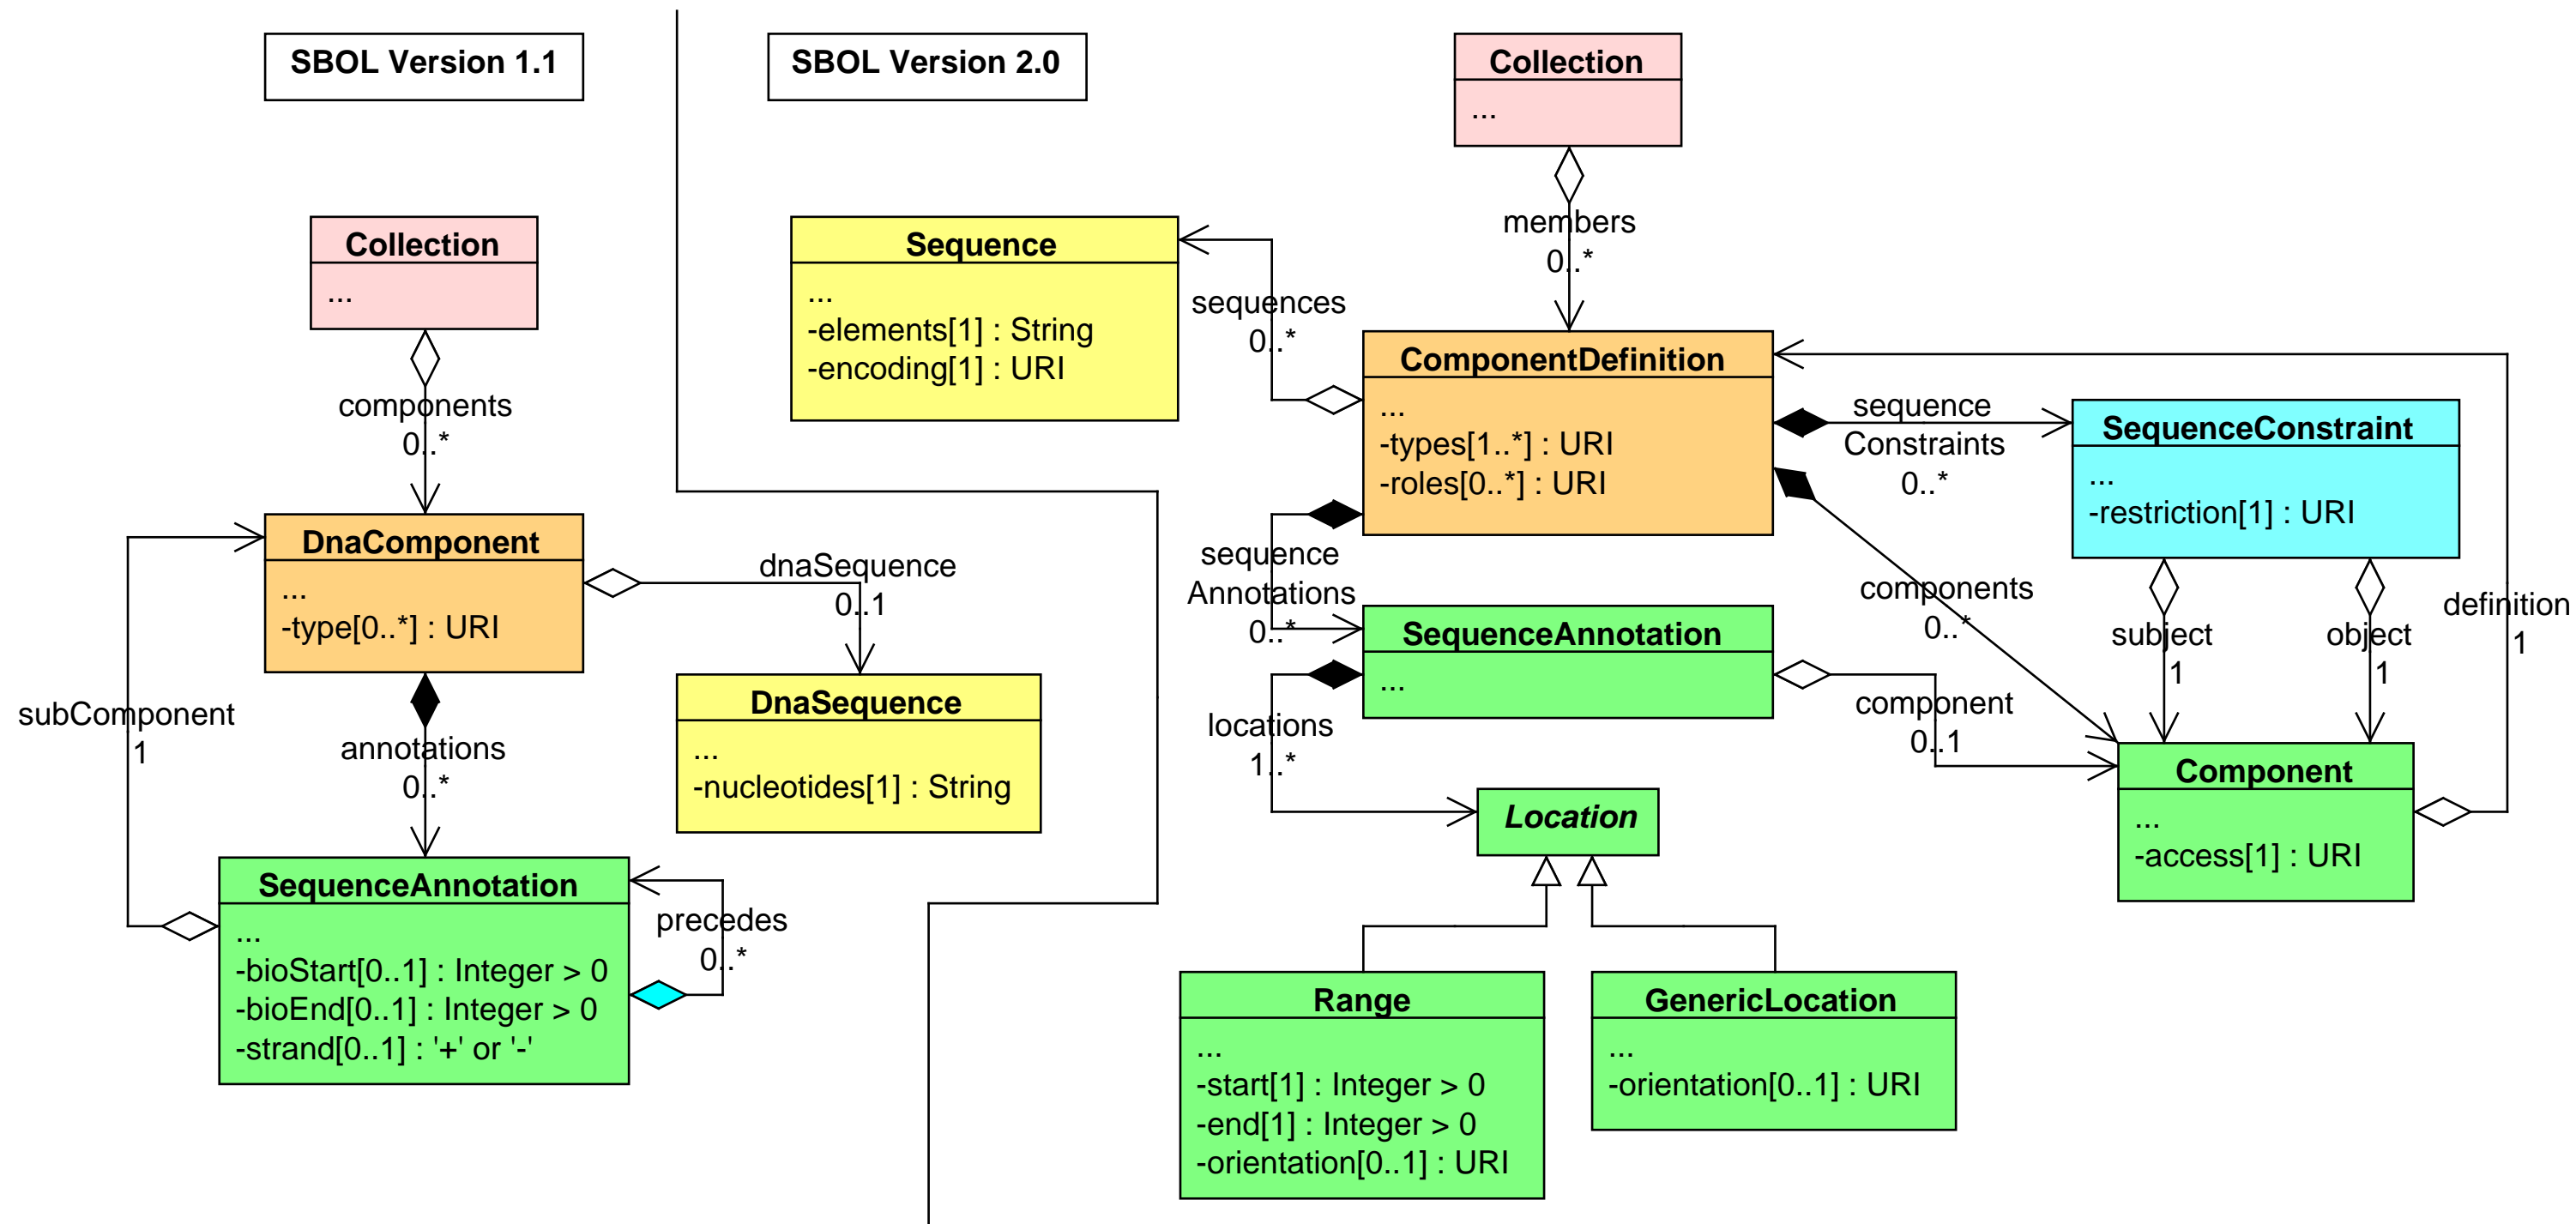 SBOL Version 1.1
Collection
...
components
0..*
DnaComponent
...
-type[0..*] : URI
dnaSequence
0..1
subComponent
1
annotations
0..*
DnaSequence
...
-nucleotides[1] : String
SequenceAnnotation
...
-bioStart[0..1] : Integer > 0
-bioEnd[0..1] : Integer > 0
-strand[0..1] : '+' or '-'
precedes
0..*
SBOL Version 2.0
Collection
...
members
0..*
Sequence
...
-elements[1] : String
-encoding[1] : URI
sequences
0..*
ComponentDefinition
...
-types[1..*] : URI
-roles[0..*] : URI
sequence
Constraints
0..*
SequenceConstraint
...
-restriction[1] : URI
sequence
Annotations
0..*
components
0..*
subject
1
object
1
definition
1
SequenceAnnotation
...
locations
1..*
component
0..1
Location
Component
...
-access[1] : URI
Range
...
-start[1] : Integer > 0
-end[1] : Integer > 0
-orientation[0..1] : URI
GenericLocation
...
-orientation[0..1] : URI